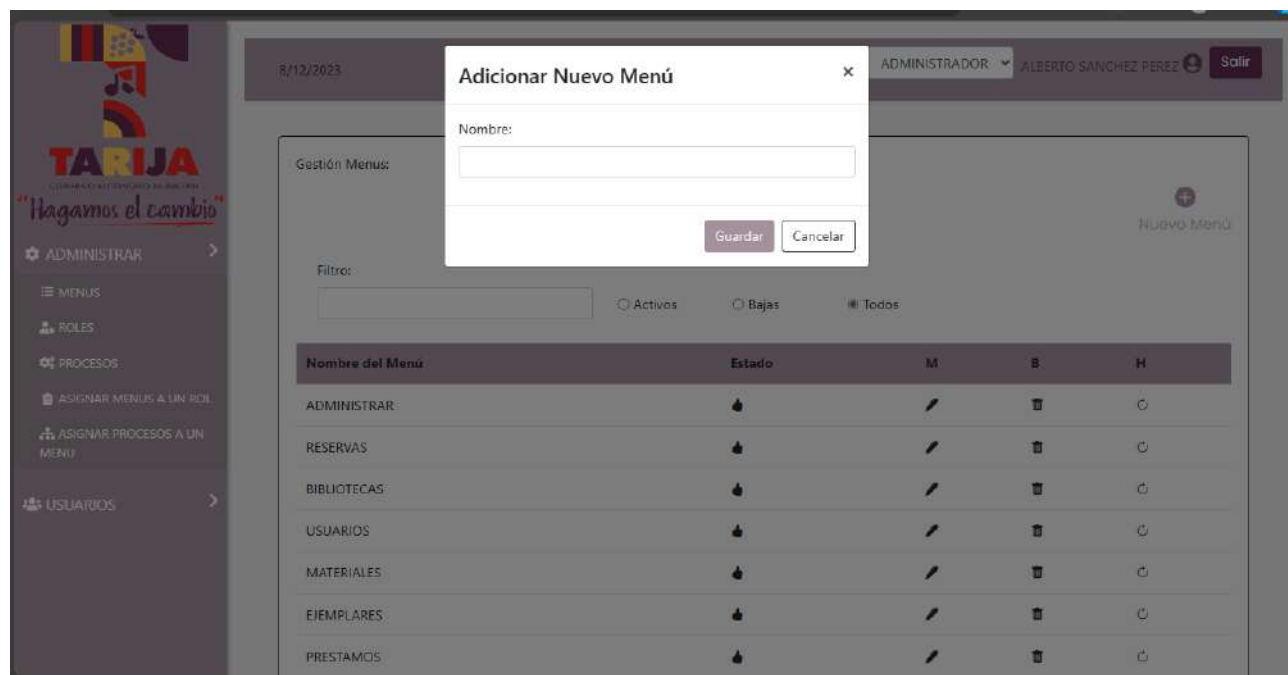 TARIJA
"Hagamos el cambio"
ADMINISTRAR
MENUS
ROLES
PROCESOS
ASIGNAR MENUS A UN ROL
ASIGNAR PROCESOS A UN
MENU
USUARIOS
8/12/2023
ADMINISTRADOR
ALBERTO SANCHEZ PEREZ
Salir
Adicionar Nuevo Menú
×
Nombre:
Guardar
Cancelar
Gestión Menus:
Nuevo Menú
Filtro:
Activos
Bajas
Todos
Nombre del Menú Estado M B H
ADMINISTRAR
RESERVAS
BIBLIOTECAS
USUARIOS
MATERIALES
EJEMPLARES
PRESTAMOS